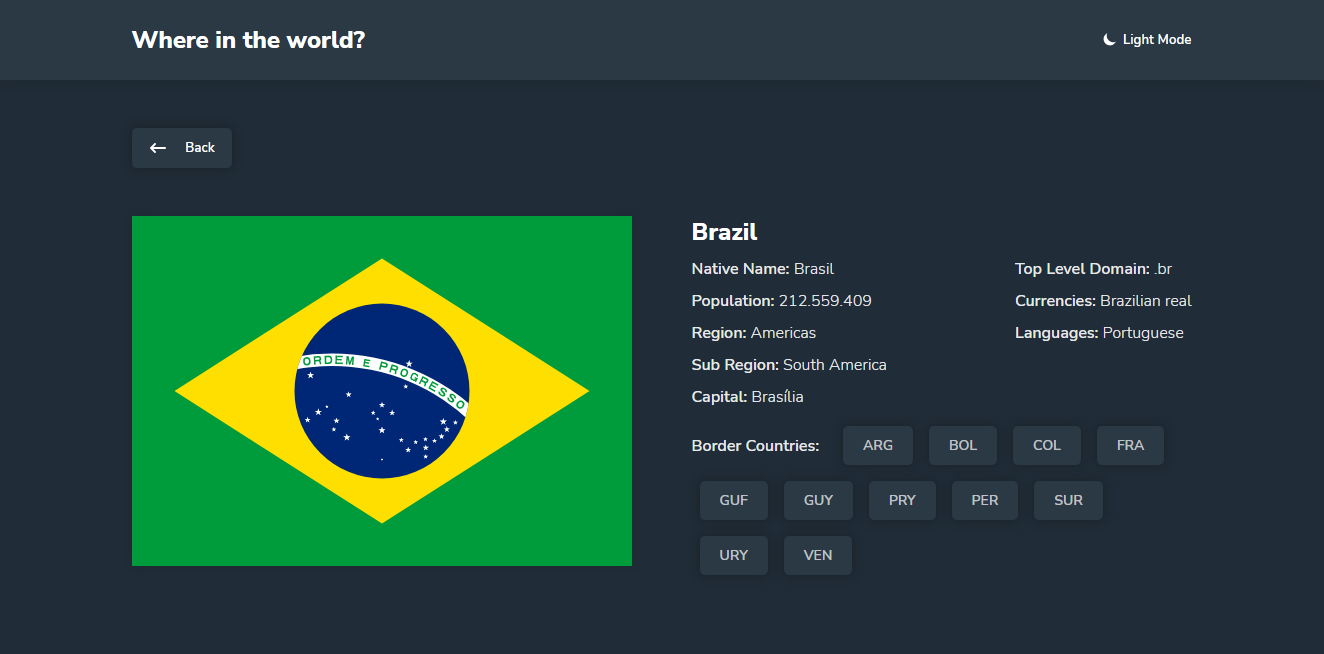 Where in the world?
Light Mode
Back
ORDEM E PROGRESSO
Brazil
Native Name: Brasil
Population: 212.559.409
Region: Americas
Sub Region: South America
Capital: Brasília
Top Level Domain: .br
Currencies: Brazilian real
Languages: Portuguese
Border Countries: ARG BOL COL FRA
GUF GUY PRY PER SUR
URY VEN